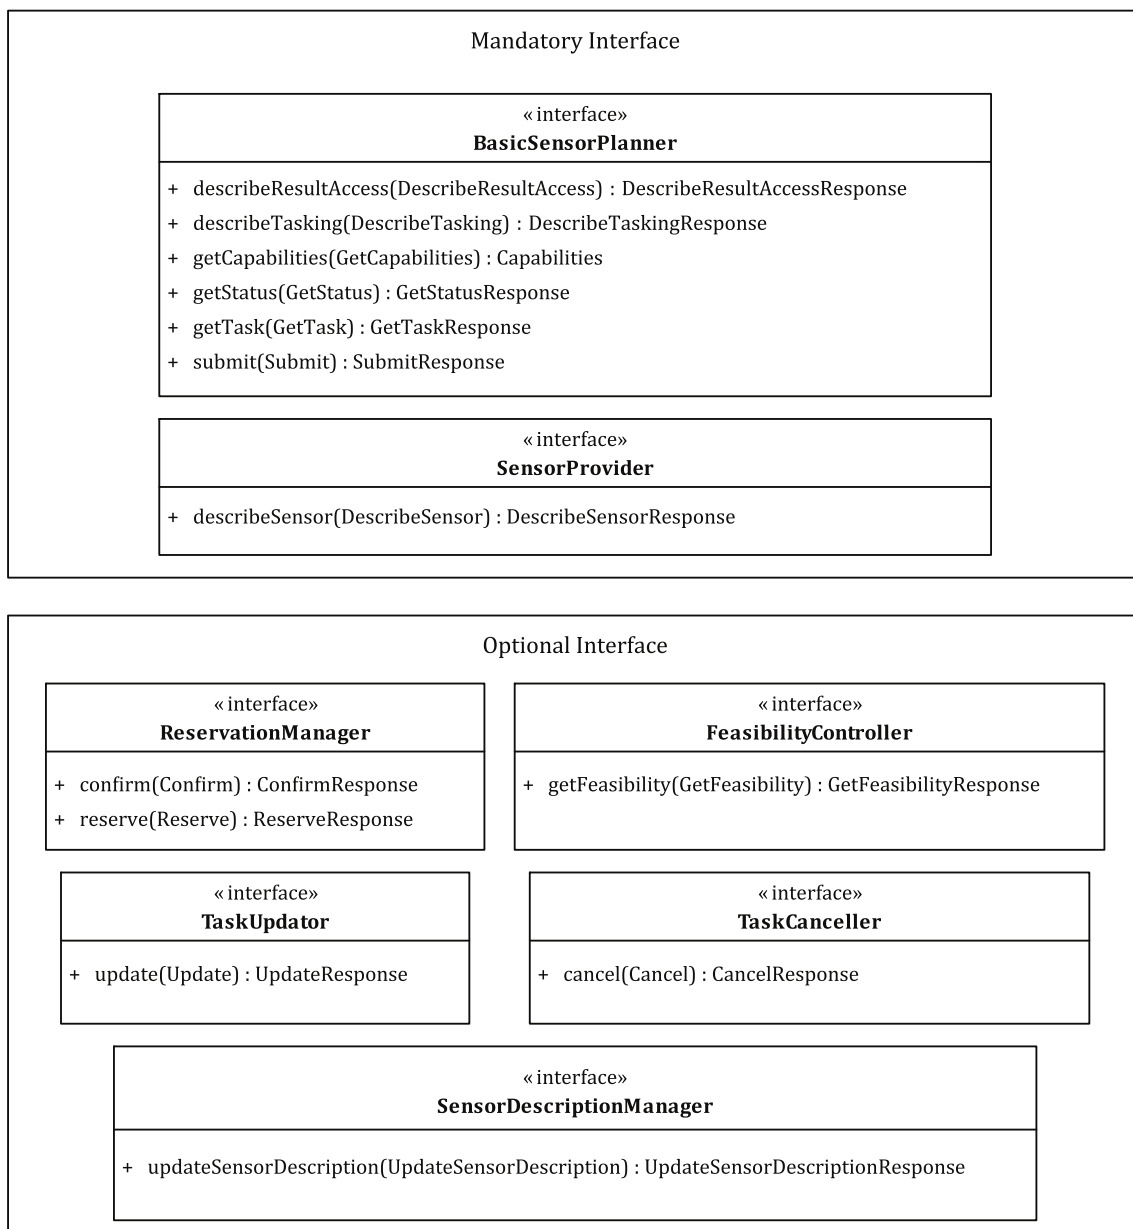 Mandatory Interface
«interface»
BasicSensorPlanner
+ describeResultAccess(DescribeResultAccess) : DescribeResultAccessResponse
+ describeTasking(DescribeTasking) : DescribeTaskingResponse
+ getCapabilities(GetCapabilities) : Capabilities
+ getStatus(GetStatus) : GetStatusResponse
+ getTask(GetTask) : GetTaskResponse
+ submit(Submit) : SubmitResponse
«interface»
SensorProvider
+ describeSensor(DescribeSensor) : DescribeSensorResponse
Optional Interface
«interface»
ReservationManager
+ confirm(Confirm) : ConfirmResponse
+ reserve(Reserve) : ReserveResponse
«interface»
FeasibilityController
+ getFeasibility(GetFeasibility) : GetFeasibilityResponse
«interface»
TaskUpdator
+ update(Update) : UpdateResponse
«interface»
TaskCanceller
+ cancel(Cancel) : CancelResponse
«interface»
SensorDescriptionManager
+ updateSensorDescription(UpdateSensorDescription) : UpdateSensorDescriptionResponse